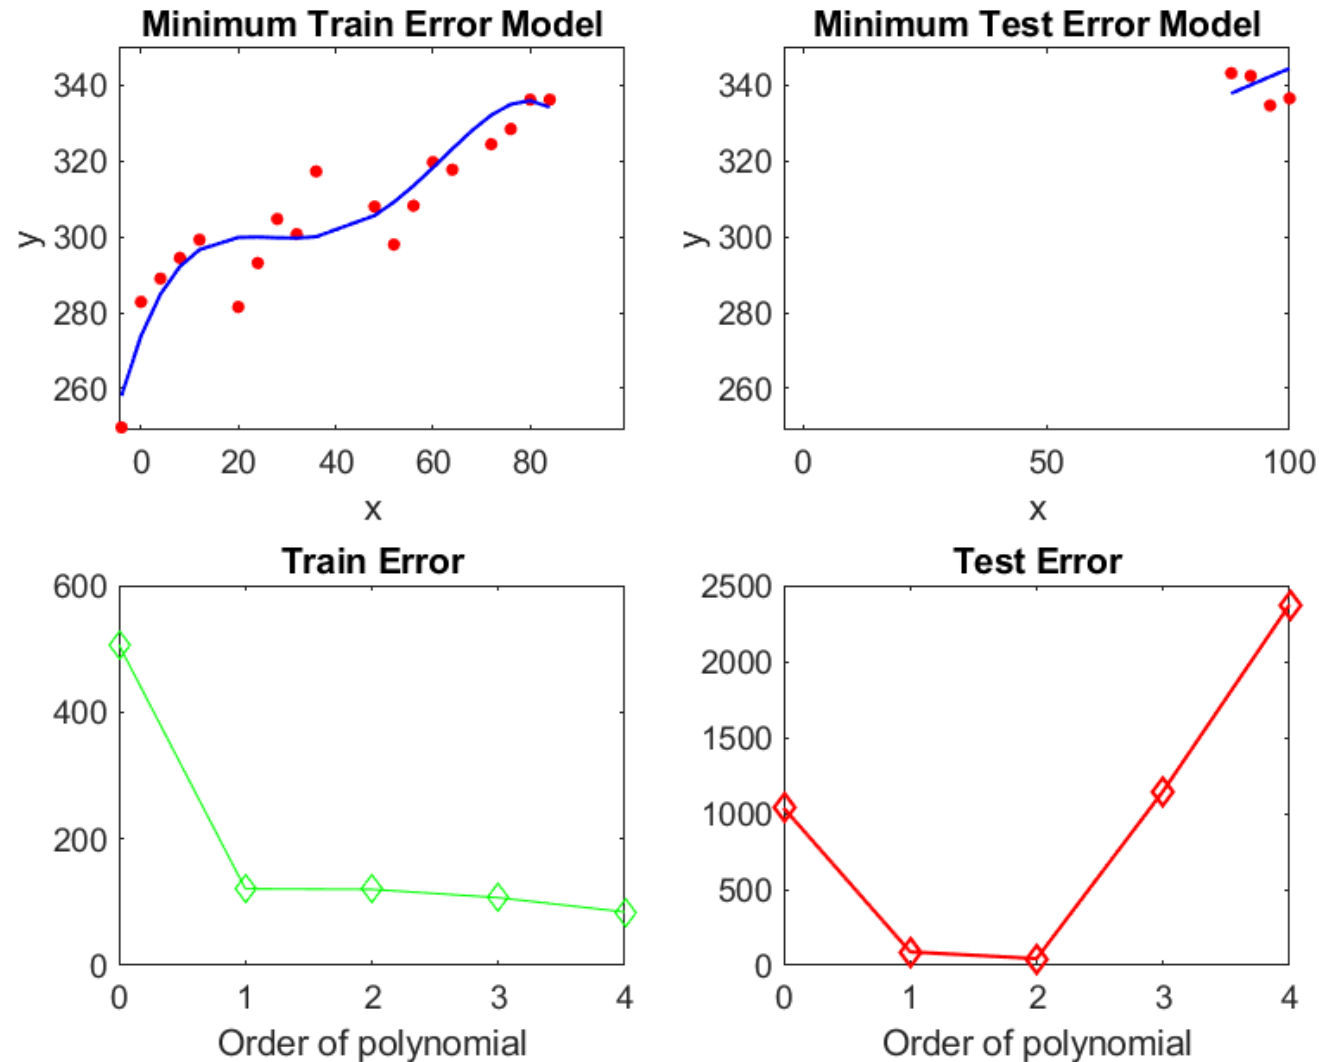 Minimum Train Error Model
340
320
300
280
260
y
0 20 40 60 80
x
Minimum Test Error Model
340
320
300
280
260
y
0 50 100
x
Train Error
600
400
200
0
0 1 2 3 4
Order of polynomial
Test Error
2500
2000
1500
1000
500
0
0 1 2 3 4
Order of polynomial